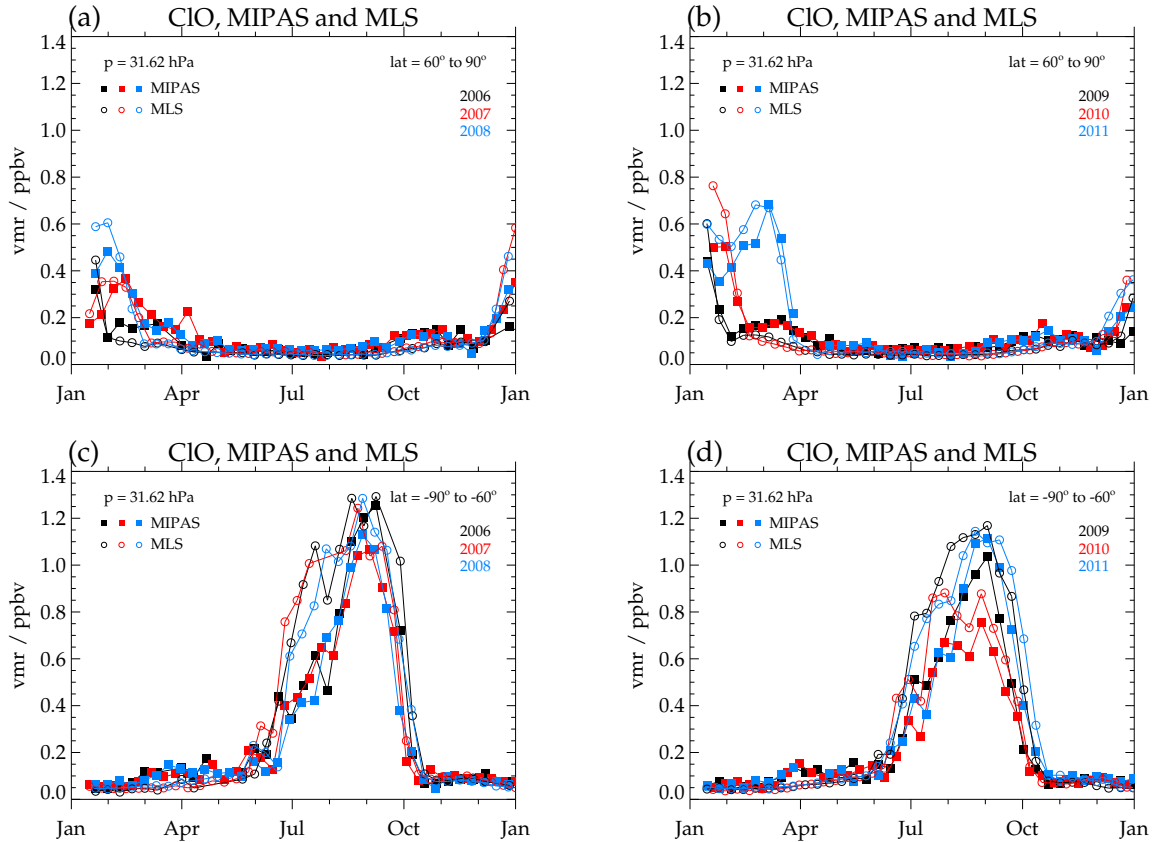 (a) ClO, MIPAS and MLS
p = 31.62 hPa lat = 60° to 90°
MIPAS
MLS
2006
2007
2008
vmr / ppbv
1.4
1.2
1.0
0.8
0.6
0.4
0.2
0.0
Jan Apr Jul Oct Jan
(b) ClO, MIPAS and MLS
p = 31.62 hPa lat = 60° to 90°
MIPAS
MLS
2009
2010
2011
vmr / ppbv
1.4
1.2
1.0
0.8
0.6
0.4
0.2
0.0
Jan Apr Jul Oct Jan
(c) ClO, MIPAS and MLS
p = 31.62 hPa lat = -90° to -60°
MIPAS
MLS
2006
2007
2008
vmr / ppbv
1.4
1.2
1.0
0.8
0.6
0.4
0.2
0.0
Jan Apr Jul Oct Jan
(d) ClO, MIPAS and MLS
p = 31.62 hPa lat = -90° to -60°
MIPAS
MLS
2009
2010
2011
vmr / ppbv
1.4
1.2
1.0
0.8
0.6
0.4
0.2
0.0
Jan Apr Jul Oct Jan